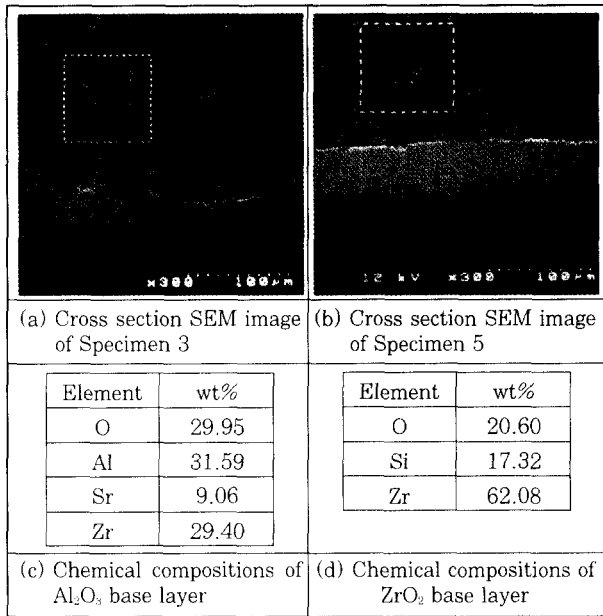 ×300 100μm
12 kV ×300 100μm
(a) Cross section SEM image of Specimen 3
(b) Cross section SEM image of Specimen 5
Element wt%
O 29.95
Al 31.59
Sr 9.06
Zr 29.40
Element wt%
O 20.60
Si 17.32
Zr 62.08
(c) Chemical compositions of Al₂O₃ base layer
(d) Chemical compositions of ZrO₂ base layer